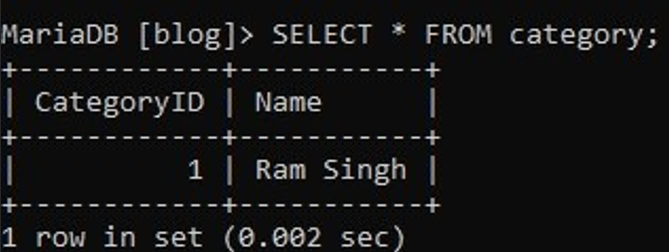 MariaDB [blog]> SELECT * FROM category;
+------------+-----------+
| CategoryID | Name      |
+------------+-----------+
|          1 | Ram Singh |
+------------+-----------+
1 row in set (0.002 sec)